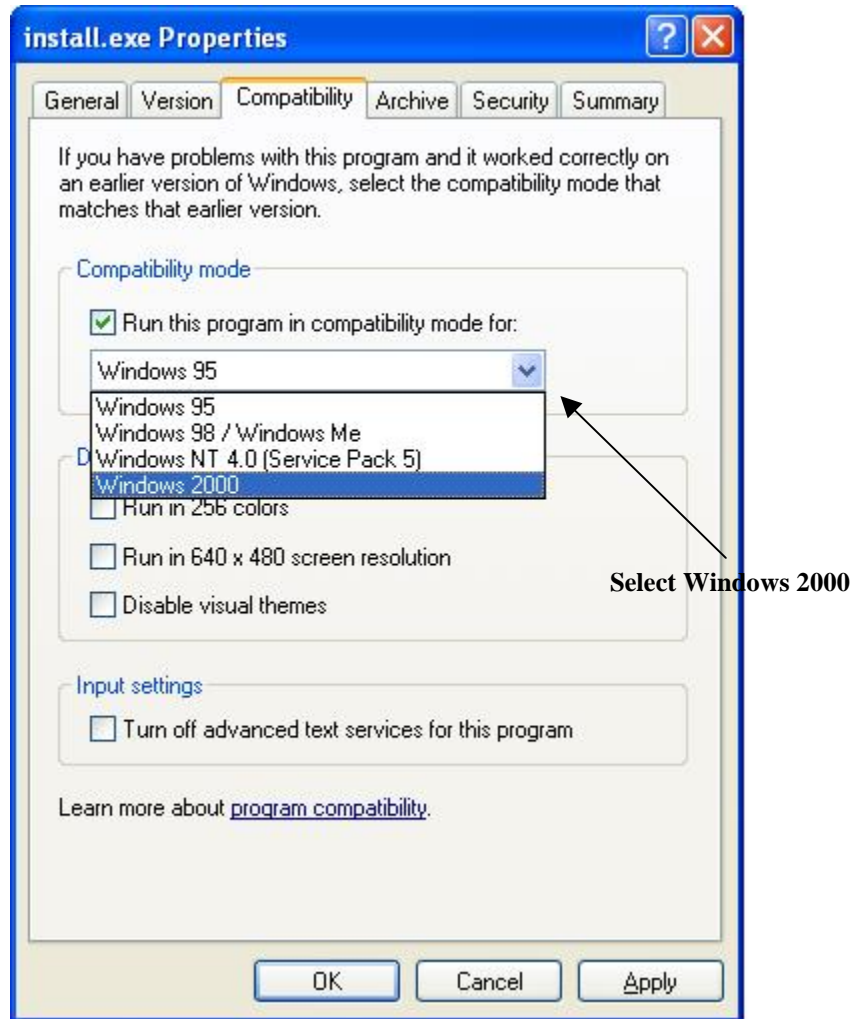 install.exe Properties
General Version Compatibility Archive Security Summary
If you have problems with this program and it worked correctly on
an earlier version of Windows, select the compatibility mode that
matches that earlier version.
Compatibility mode
Run this program in compatibility mode for:
Windows 95
Windows 95
Windows 98 / Windows Me
Windows NT 4.0 (Service Pack 5)
Windows 2000
Run in 256 colors
Run in 640 x 480 screen resolution
Select Windows 2000
Disable visual themes
Input settings
Turn off advanced text services for this program
Learn more about program compatibility.
OK Cancel Apply